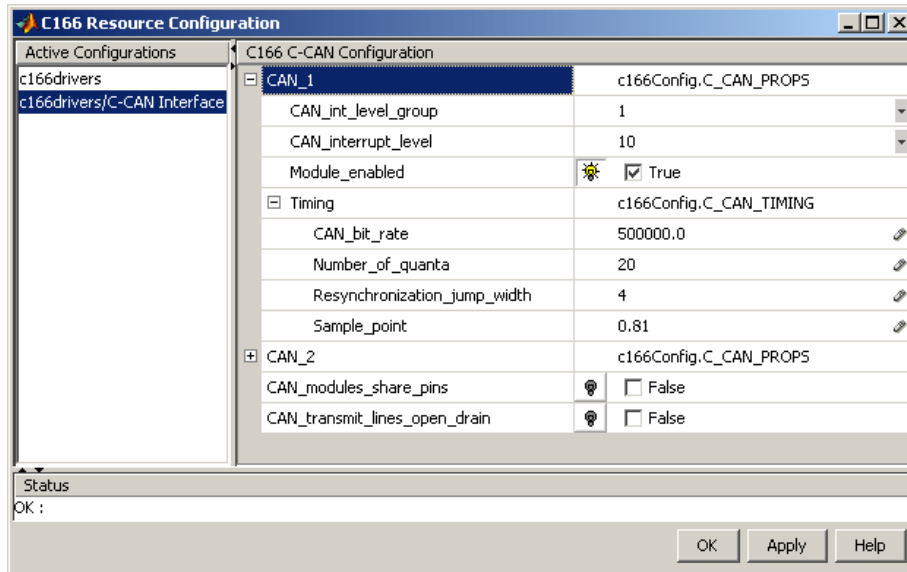 C166 Resource Configuration
Active Configurations
c166drivers
c166drivers/C-CAN Interface
C166 C-CAN Configuration
CAN_1 c166Config.C_CAN_PROPS
CAN_int_level_group 1
CAN_interrupt_level 10
Module_enabled True
Timing c166Config.C_CAN_TIMING
CAN_bit_rate 500000.0
Number_of_quanta 20
Resynchronization_jump_width 4
Sample_point 0.81
CAN_2 c166Config.C_CAN_PROPS
CAN_modules_share_pins False
CAN_transmit_lines_open_drain False
Status
OK :
OK Apply Help